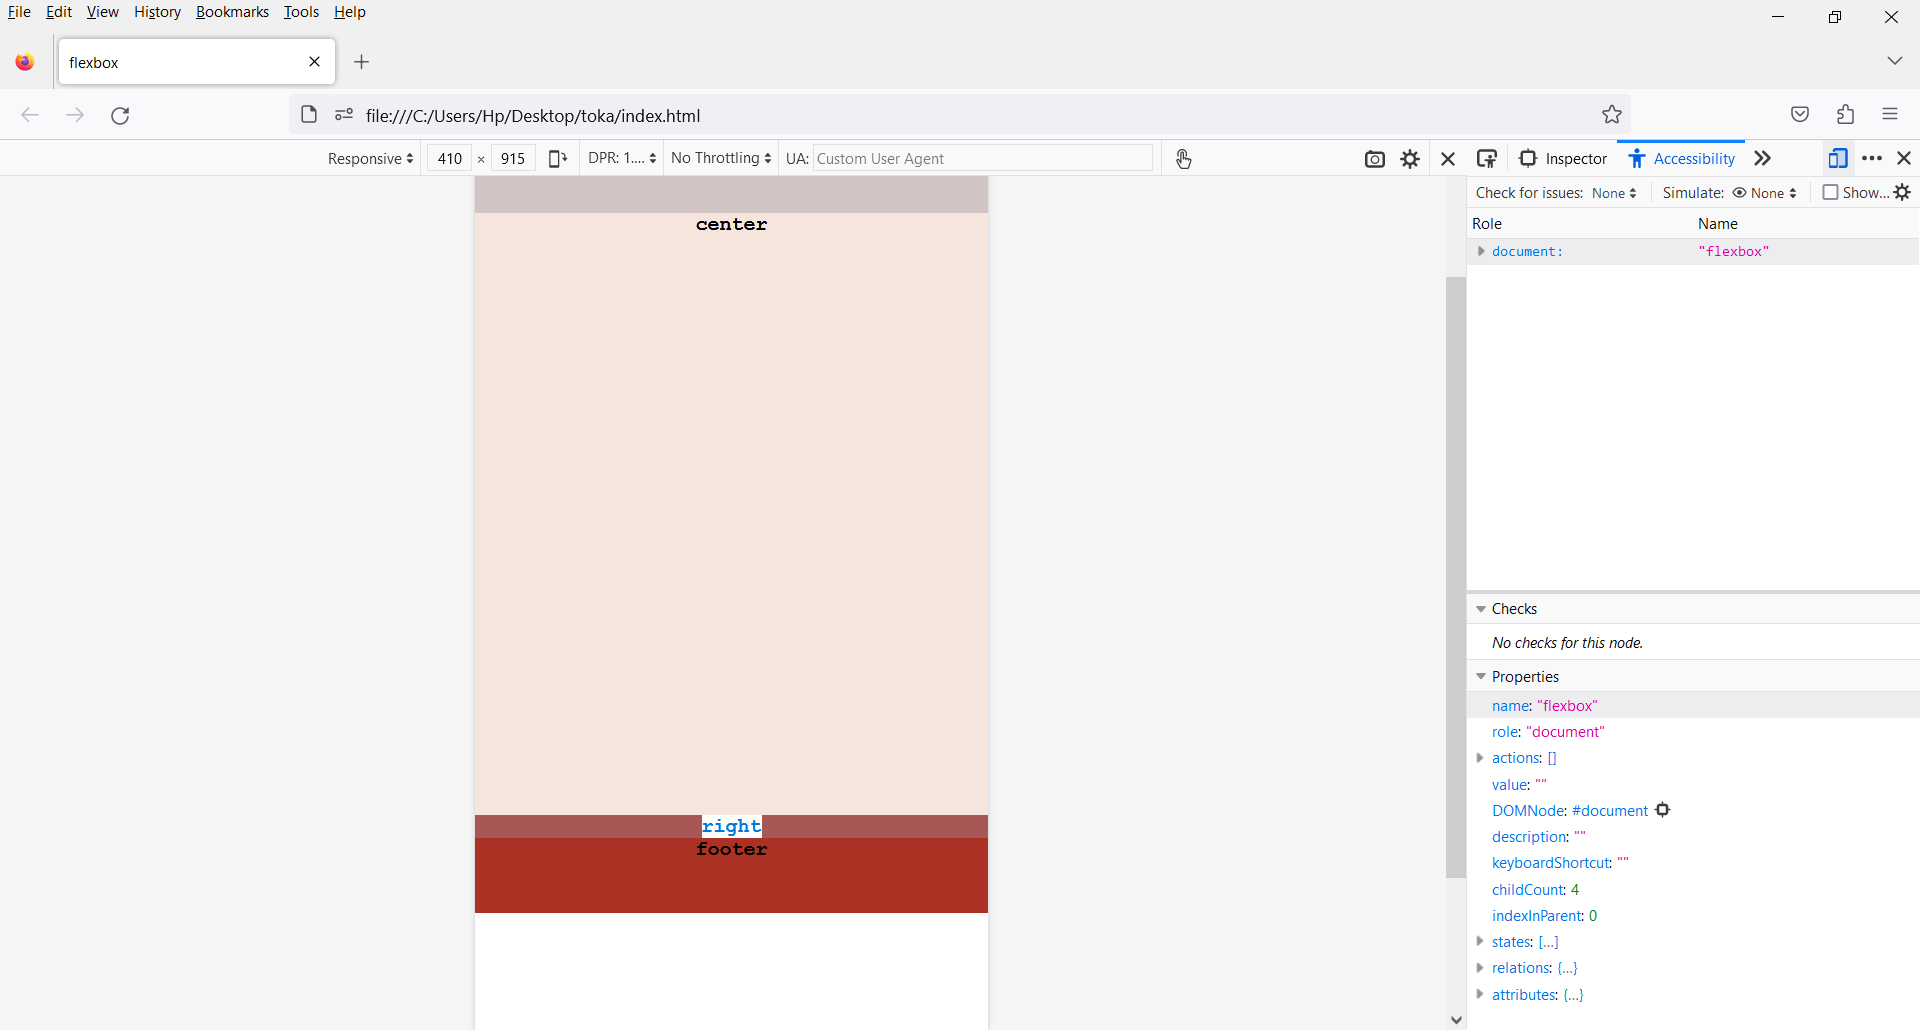 File Edit View History Bookmarks Tools Help
flexbox
file:///C:/Users/Hp/Desktop/toka/index.html
Responsive 410 × 915 DPR: 1.... No Throttling UA: Custom User Agent
Inspector Accessibility
Check for issues: None Simulate: None Show...
Role Name
document: "flexbox"
center
right
footer
Checks
No checks for this node.
Properties
name: "flexbox"
role: "document"
actions: []
value: ""
DOMNode: #document
description: ""
keyboardShortcut: ""
childCount: 4
indexInParent: 0
states: [...]
relations: {...}
attributes: {...}